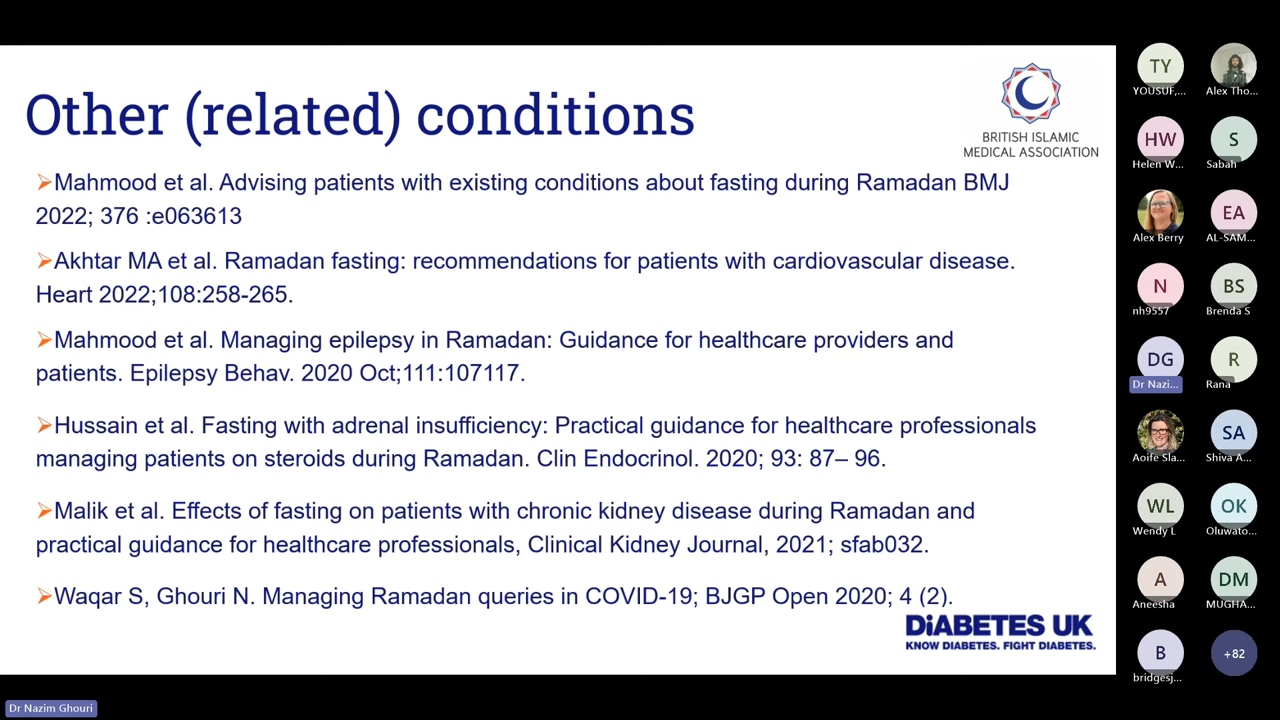 Other (related) conditions
BRITISH ISLAMIC
MEDICAL ASSOCIATION
➢Mahmood et al. Advising patients with existing conditions about fasting during Ramadan BMJ
2022; 376 :e063613
➢Akhtar MA et al. Ramadan fasting: recommendations for patients with cardiovascular disease.
Heart 2022;108:258-265.
➢Mahmood et al. Managing epilepsy in Ramadan: Guidance for healthcare providers and
patients. Epilepsy Behav. 2020 Oct;111:107117.
➢Hussain et al. Fasting with adrenal insufficiency: Practical guidance for healthcare professionals
managing patients on steroids during Ramadan. Clin Endocrinol. 2020; 93: 87– 96.
➢Malik et al. Effects of fasting on patients with chronic kidney disease during Ramadan and
practical guidance for healthcare professionals, Clinical Kidney Journal, 2021; sfab032.
➢Waqar S, Ghouri N. Managing Ramadan queries in COVID-19; BJGP Open 2020; 4 (2).
DiABETES UK
KNOW DIABETES. FIGHT DIABETES.
TY
YOUSUF,...
Alex Tho...
HW
Helen W...
S
Sabah
Alex Berry
EA
AL-SAM...
N
nh9557
BS
Brenda S
DG
Dr Nazi...
R
Rana
Aoife Sla...
SA
Shiva A...
WL
Wendy L
OK
Oluwato...
A
Aneesha
DM
MUGHA...
B
bridgesj...
+82
Dr Nazim Ghouri